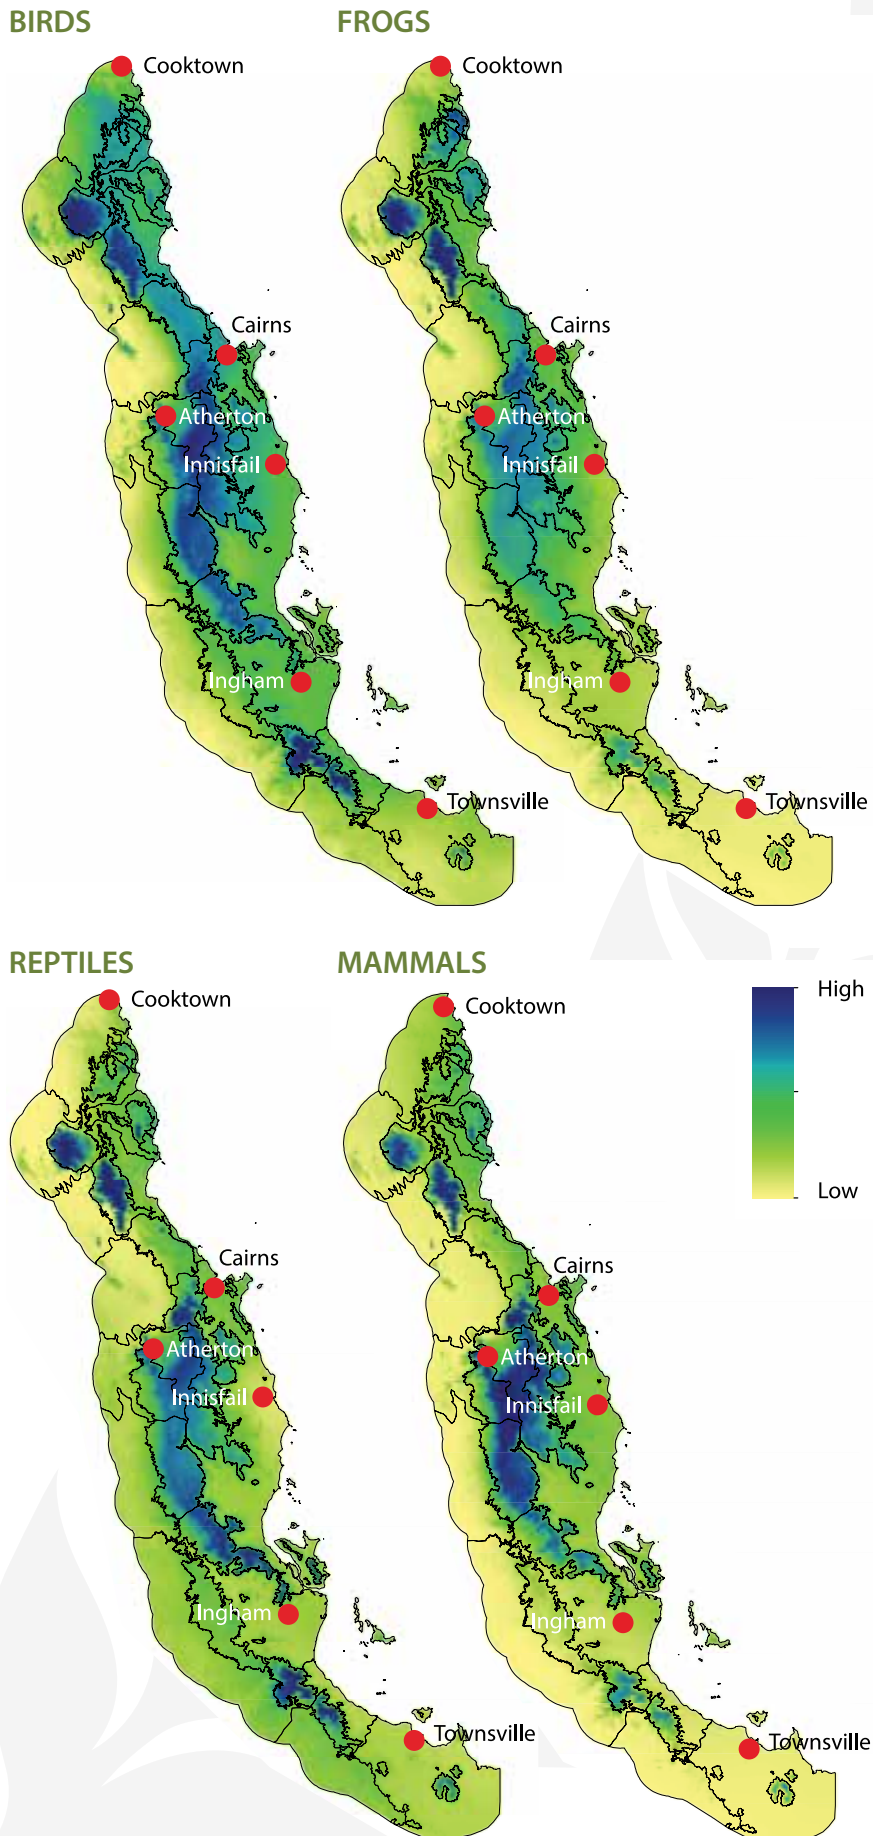 BIRDS
Cooktown
Cairns
Atherton
Innisfail
Ingham
Townsville
FROGS
Cooktown
Cairns
Atherton
Innisfail
Ingham
Townsville
REPTILES
Cooktown
Cairns
Atherton
Innisfail
Ingham
Townsville
MAMMALS
Cooktown
Cairns
Atherton
Innisfail
Ingham
Townsville
High
Low